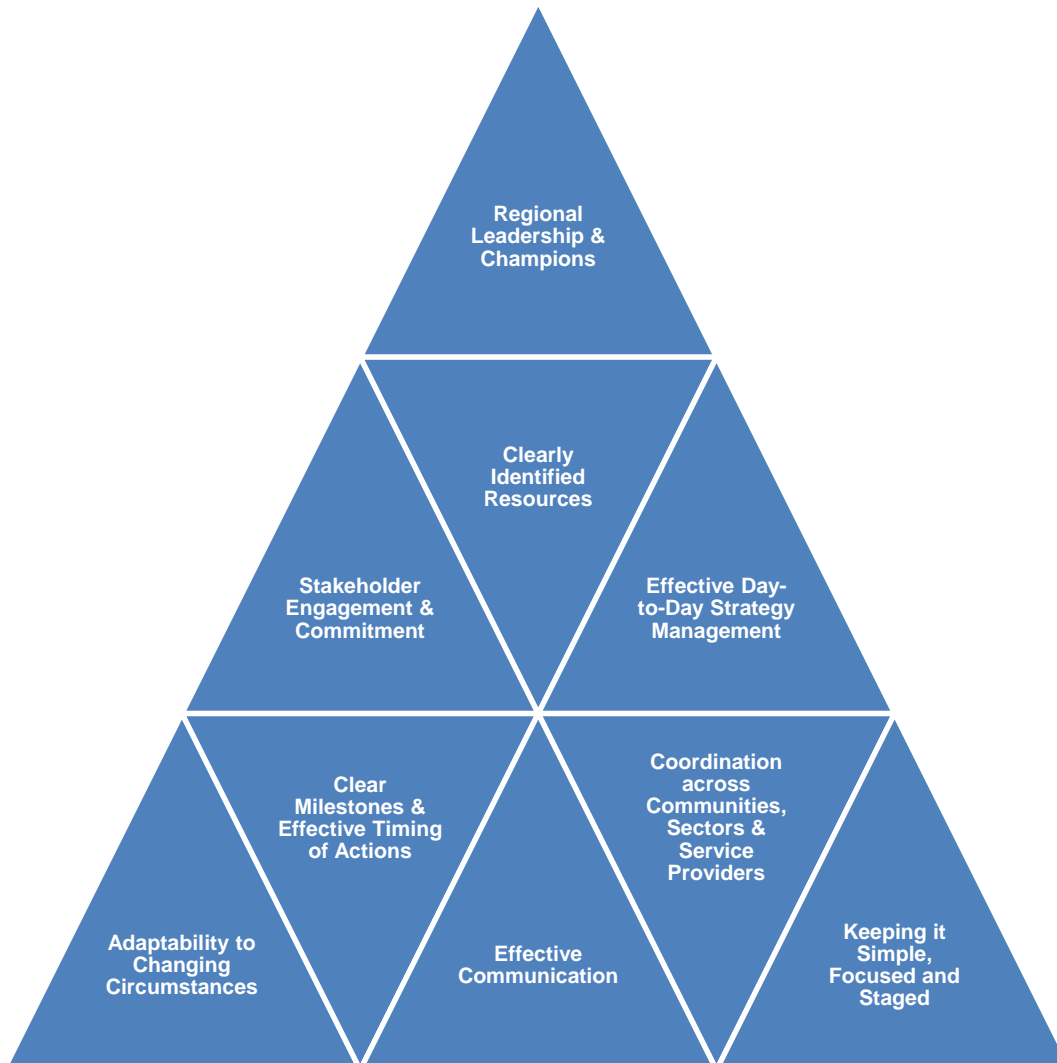 Regional
Leadership &
Champions
Clearly
Identified
Resources
Stakeholder
Engagement &
Commitment
Effective Day-
to-Day Strategy
Management
Clear
Milestones &
Effective Timing
of Actions
Coordination
across
Communities,
Sectors &
Service
Providers
Adaptability to
Changing
Circumstances
Effective
Communication
Keeping it
Simple,
Focused and
Staged